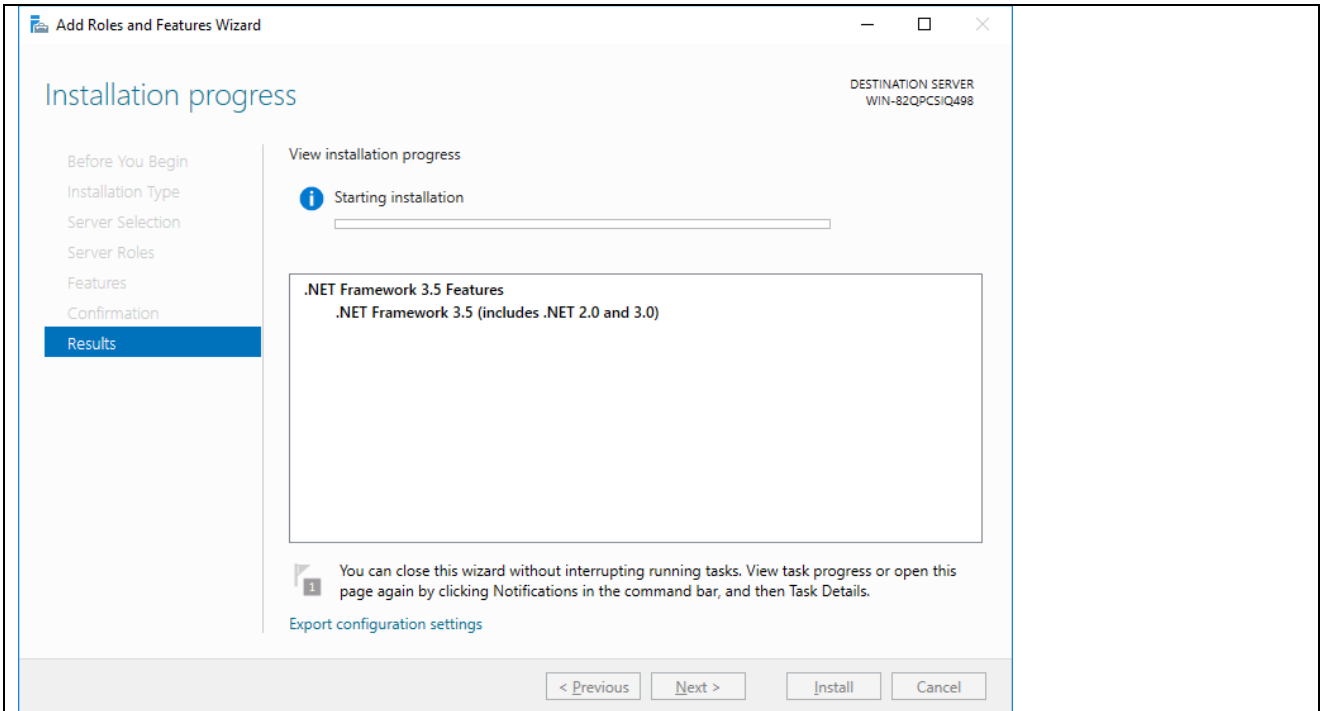 Add Roles and Features Wizard
Installation progress
DESTINATION SERVER
WIN-82QPCSIQ498
Before You Begin
Installation Type
Server Selection
Server Roles
Features
Confirmation
Results
View installation progress
Starting installation
.NET Framework 3.5 Features
.NET Framework 3.5 (includes .NET 2.0 and 3.0)
1
You can close this wizard without interrupting running tasks. View task progress or open this
page again by clicking Notifications in the command bar, and then Task Details.
Export configuration settings
< Previous
Next >
Install
Cancel